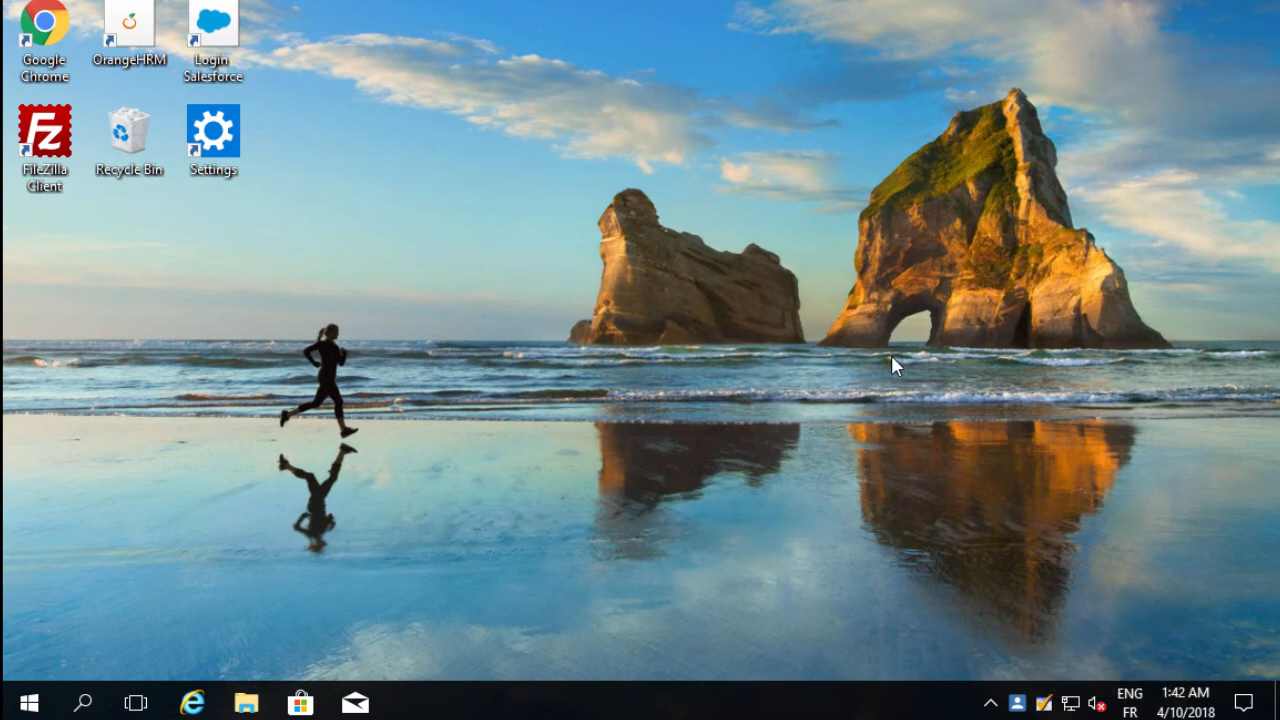 Google
Chrome
OrangeHRM
Login
Salesforce
FileZilla
Client
Recycle Bin
Settings
ENG
FR
1:42 AM
4/10/2018